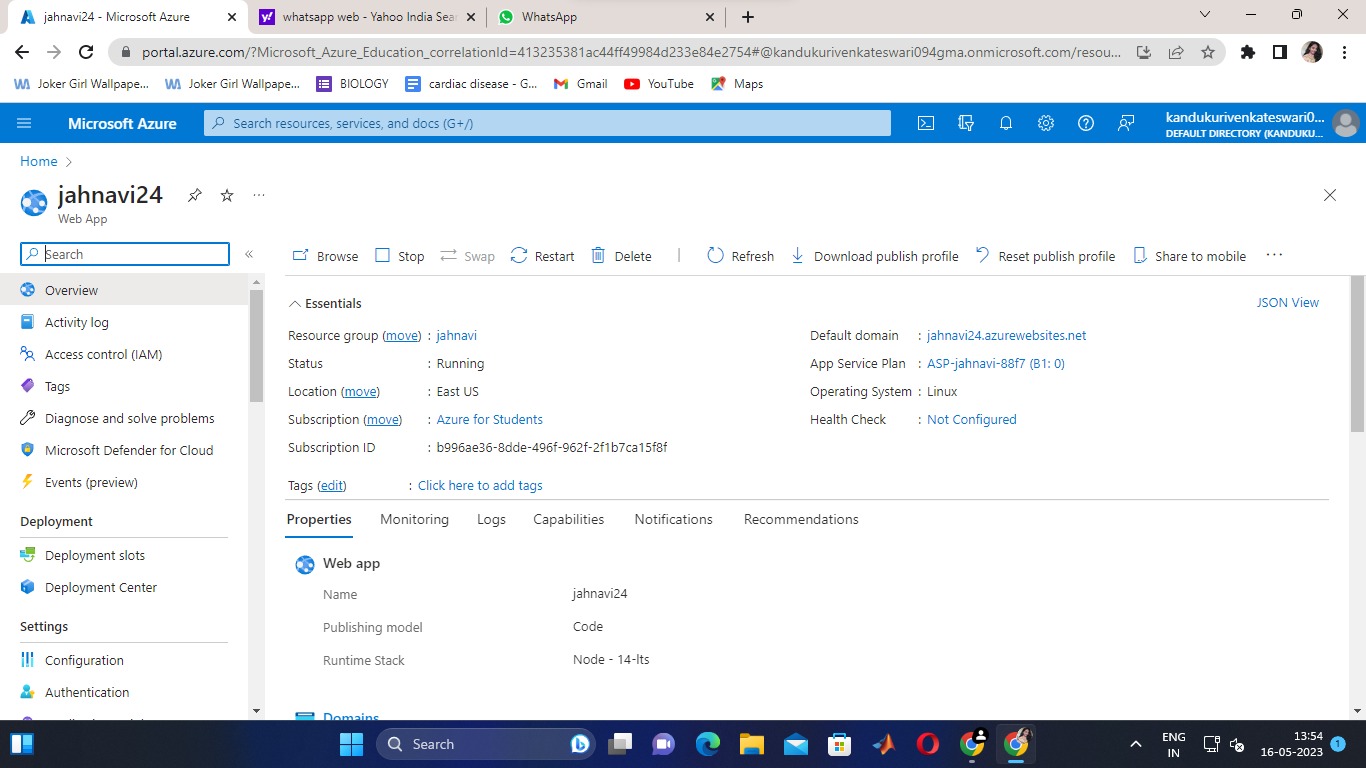 jahnavi24 - Microsoft Azure
whatsapp web - Yahoo India Sear
WhatsApp
portal.azure.com/?Microsoft_Azure_Education_correlationId=413235381ac44ff49984d233e84e2754#@kandukurivenkateswari094gma.onmicrosoft.com/resou...
Joker Girl Wallpape...
Joker Girl Wallpape...
BIOLOGY
cardiac disease - G...
Gmail
YouTube
Maps
Microsoft Azure
Search resources, services, and docs (G+/)
kandukurivenkateswari0...
DEFAULT DIRECTORY (KANDUKU...
Home
jahnavi24
Web App
Search
Browse
Stop
Swap
Restart
Delete
Refresh
Download publish profile
Reset publish profile
Share to mobile
Overview
Activity log
Access control (IAM)
Tags
Diagnose and solve problems
Microsoft Defender for Cloud
Events (preview)
Deployment
Deployment slots
Deployment Center
Settings
Configuration
Authentication
Essentials
JSON View
Resource group (move) : jahnavi
Status : Running
Location (move) : East US
Subscription (move) : Azure for Students
Subscription ID : b996ae36-8dde-496f-962f-2f1b7ca15f8f
Default domain : jahnavi24.azurewebsites.net
App Service Plan : ASP-jahnavi-88f7 (B1: 0)
Operating System : Linux
Health Check : Not Configured
Tags (edit) : Click here to add tags
Properties
Monitoring
Logs
Capabilities
Notifications
Recommendations
Web app
Name jahnavi24
Publishing model Code
Runtime Stack Node - 14-lts
Domains
Search
ENG
IN
13:54
16-05-2023
1